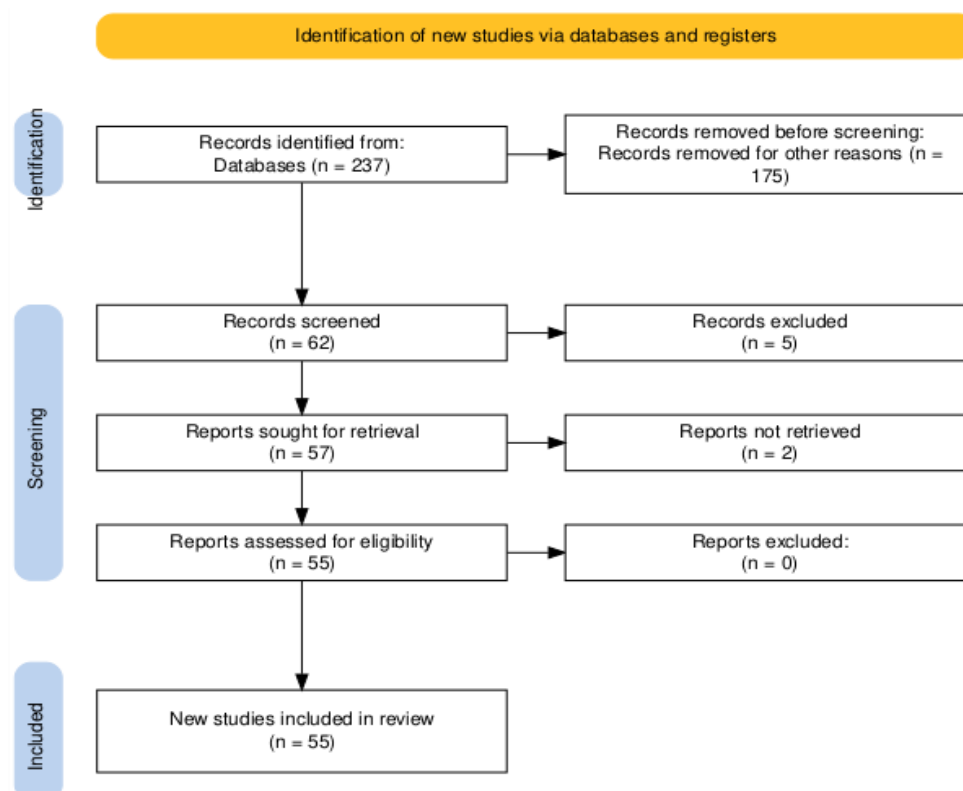 Identification of new studies via databases and registers
Identification
Records identified from:
Databases (n = 237)
Records removed before screening:
Records removed for other reasons (n =
175)
Screening
Records screened
(n = 62)
Records excluded
(n = 5)
Reports sought for retrieval
(n = 57)
Reports not retrieved
(n = 2)
Reports assessed for eligibility
(n = 55)
Reports excluded:
(n = 0)
Included
New studies included in review
(n = 55)